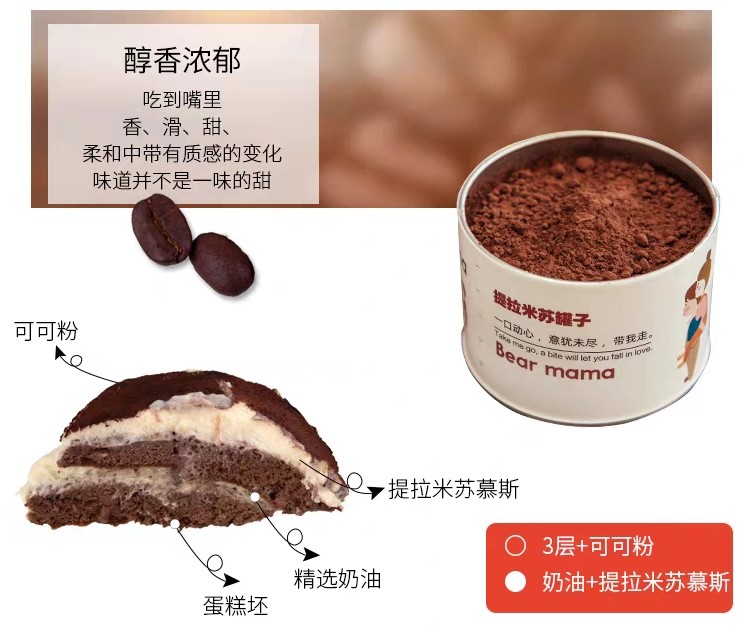 醇香浓郁
吃到嘴里
香、滑、甜、
柔和中带有质感的变化
味道并不是一味的甜
提拉米苏罐子
一口动心，意犹未尽，带我走。
Take me go, a bite will let you fall in love.
Bear mama
可可粉
提拉米苏慕斯
精选奶油
蛋糕坯
3层+可可粉
奶油+提拉米苏慕斯